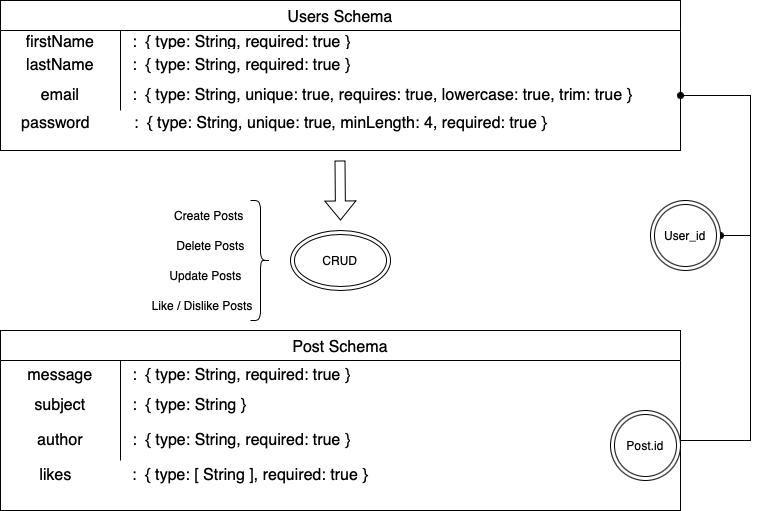 Users Schema
firstName : { type: String, required: true }
lastName : { type: String, required: true }
email : { type: String, unique: true, requires: true, lowercase: true, trim: true }
password : { type: String, unique: true, minLength: 4, required: true }
Create Posts
Delete Posts
Update Posts
Like / Dislike Posts
CRUD
User_id
Post Schema
message : { type: String, required: true }
subject : { type: String }
author : { type: String, required: true }
likes : { type: [ String ], required: true }
Post.id